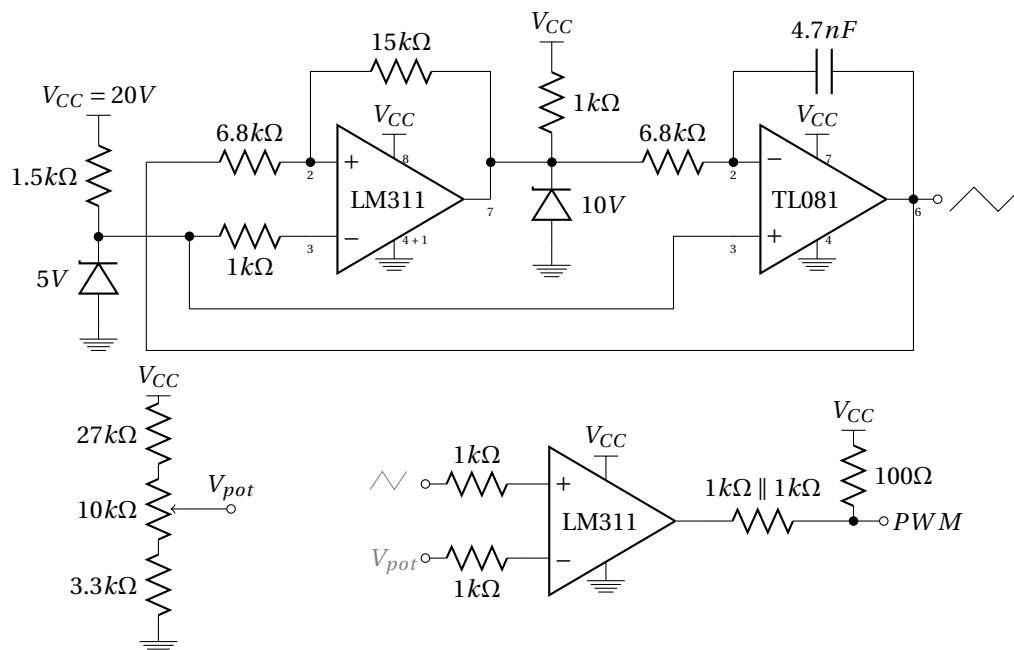 4.7nF
V_CC
15kΩ
V_CC = 20V
V_CC
1kΩ
V_CC
6.8kΩ
8
6.8kΩ
7
1.5kΩ
+
2
LM311
7
−
2
TL081
6
10V
−
3
4+1
+
3
4
5V
1kΩ
V_CC
27kΩ
V_pot
10kΩ
3.3kΩ
V_CC
V_CC
1kΩ
100Ω
+
1kΩ ∥ 1kΩ
LM311
PWM
V_pot
−
1kΩ